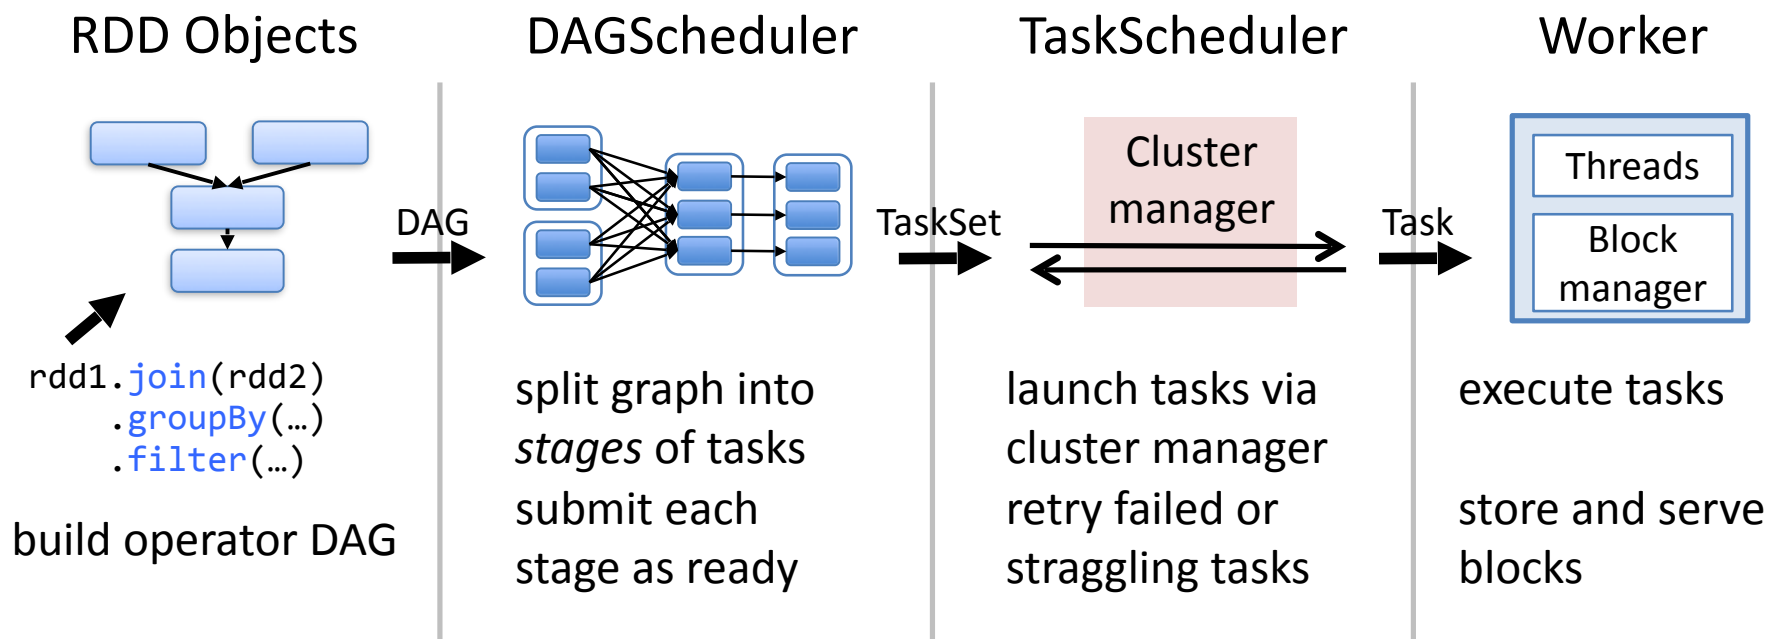 RDD Objects
DAGScheduler
TaskScheduler
Worker
DAG
TaskSet
Cluster
manager
Task
Threads
Block
manager
rdd1.join(rdd2)
.groupBy(…)
.filter(…)
build operator DAG
split graph into
stages of tasks
submit each
stage as ready
launch tasks via
cluster manager
retry failed or
straggling tasks
execute tasks
store and serve
blocks